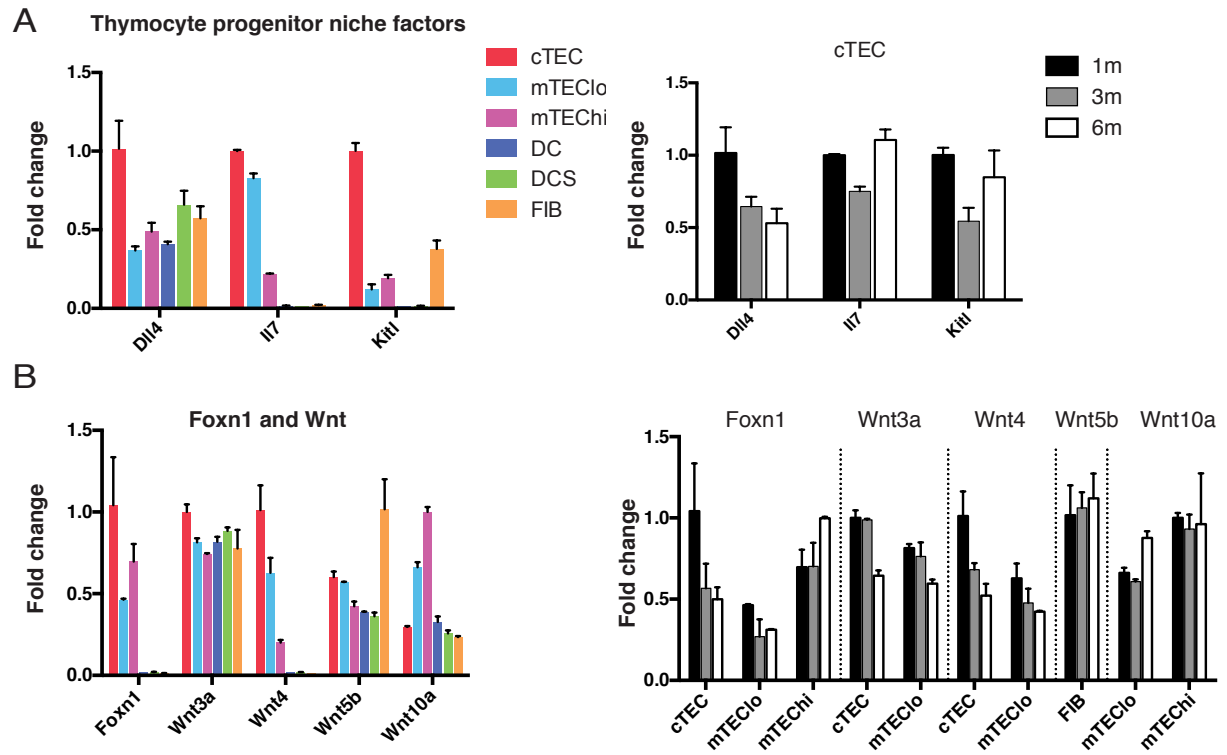 A
Thymocyte progenitor niche factors
Fold change
1.5
1.0
0.5
0.0
Dll4
Il7
Kitl
cTEC
mTEClo
mTEChi
DC
DCS
FIB
cTEC
Fold change
1.5
1.0
0.5
0.0
Dll4
Il7
Kitl
1m
3m
6m
B
Foxn1 and Wnt
Fold change
1.5
1.0
0.5
0.0
Foxn1
Wnt3a
Wnt4
Wnt5b
Wnt10a
Foxn1 Wnt3a Wnt4 Wnt5b Wnt10a
Fold change
1.5
1.0
0.5
0.0
cTEC
mTEClo
mTEChi
cTEC
mTEClo
cTEC
mTEClo
FIB
mTEClo
mTEChi